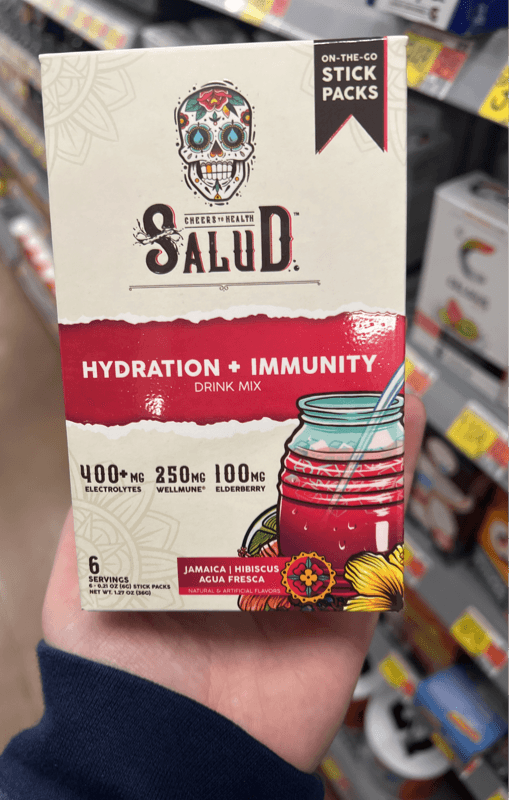 ON-THE-GO
STICK
PACKS
CHEERS TO HEALTH
SALUD™
HYDRATION + IMMUNITY
DRINK MIX
400+ MG
ELECTROLYTES
250MG
WELLMUNE®
100MG
ELDERBERRY
6
SERVINGS
6 - 0.21 OZ (6G) STICK PACKS
NET WT. 1.27 OZ (36G)
JAMAICA | HIBISCUS
AGUA FRESCA
NATURAL & ARTIFICIAL FLAVORS